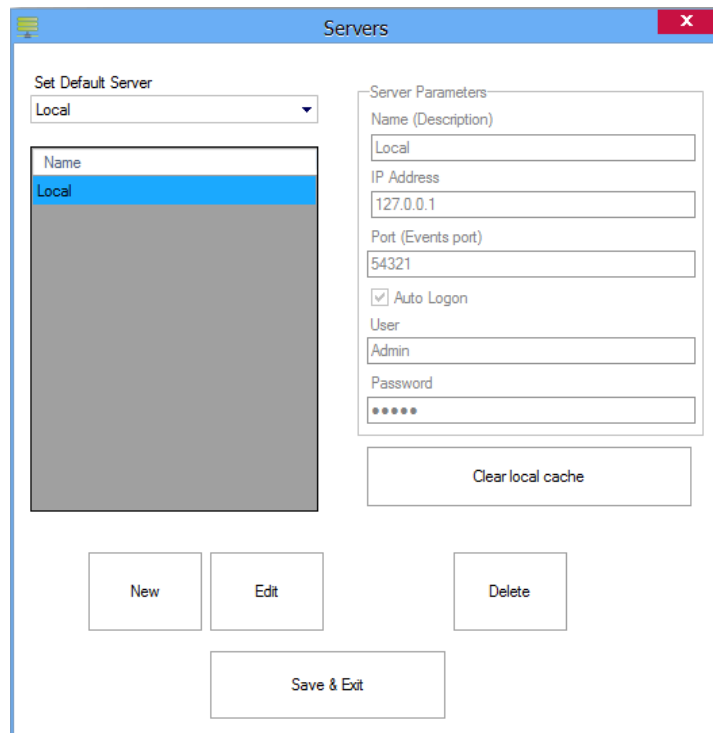 Servers
X
Set Default Server
Local
Name
Local
Server Parameters
Name (Description)
Local
IP Address
127.0.0.1
Port (Events port)
54321
Auto Logon
User
Admin
Password
•••••
Clear local cache
New
Edit
Delete
Save & Exit